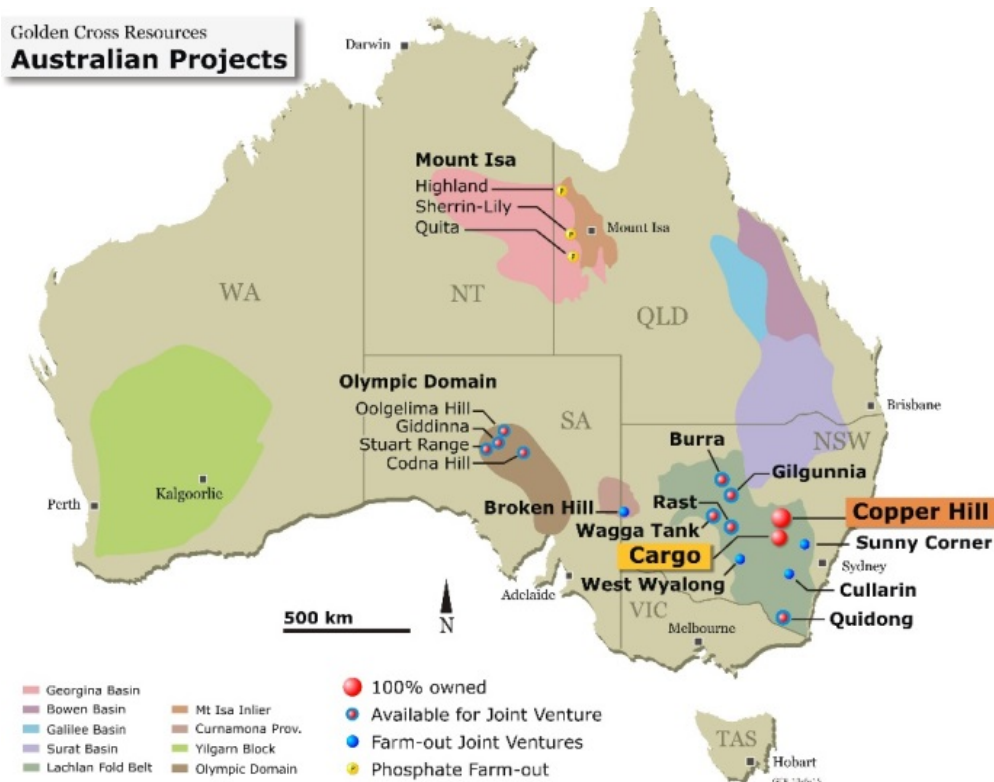 Golden Cross Resources
Australian Projects
Darwin
Mount Isa
Highland
Sherrin-Lily
Quita
P
P
P
Mount Isa
WA
NT
QLD
Olympic Domain
Oolgelima Hill
Giddinna
Stuart Range
Codna Hill
SA
Brisbane
NSW
Burra
Gilgunnia
Kalgoorlie
Perth
Broken Hill
Rast
Wagga Tank
Copper Hill
Cargo
Sunny Corner
Sydney
West Wyalong
Cullarin
Adelaide
500 km
N
VIC
Melbourne
Quidong
Georgina Basin
Bowen Basin
Galilee Basin
Surat Basin
Lachlan Fold Belt
Mt Isa Inlier
Curnamona Prov.
Yilgarn Block
Olympic Domain
100% owned
Available for Joint Venture
Farm-out Joint Ventures
P
Phosphate Farm-out
TAS
Hobart